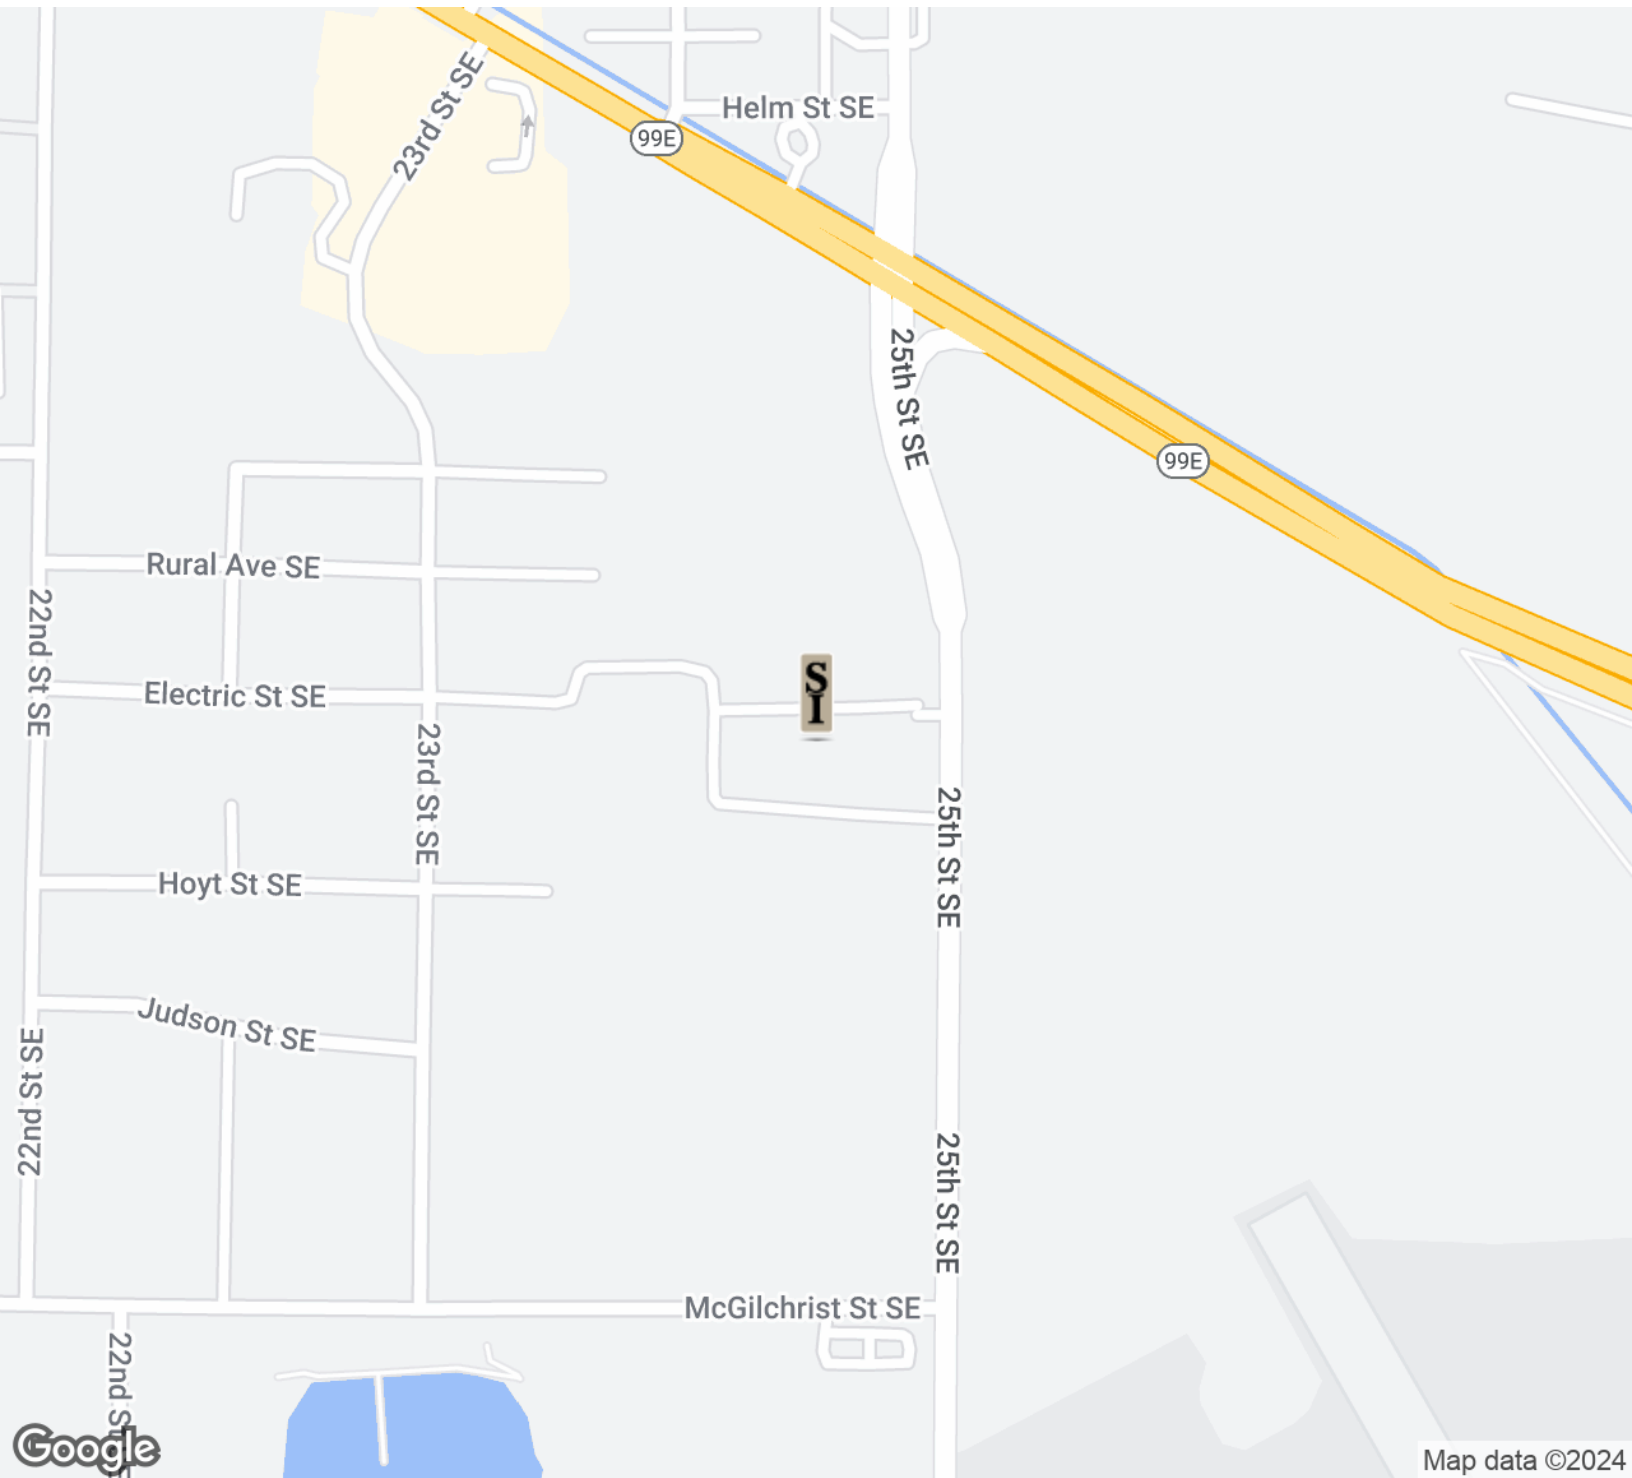 Helm St SE
23rd St SE
99E
25th St SE
99E
Rural Ave SE
22nd St SE
Electric St SE
S
I
23rd St SE
25th St SE
Hoyt St SE
Judson St SE
22nd St SE
25th St SE
McGilchrist St SE
22nd St
Google
Map data ©2024